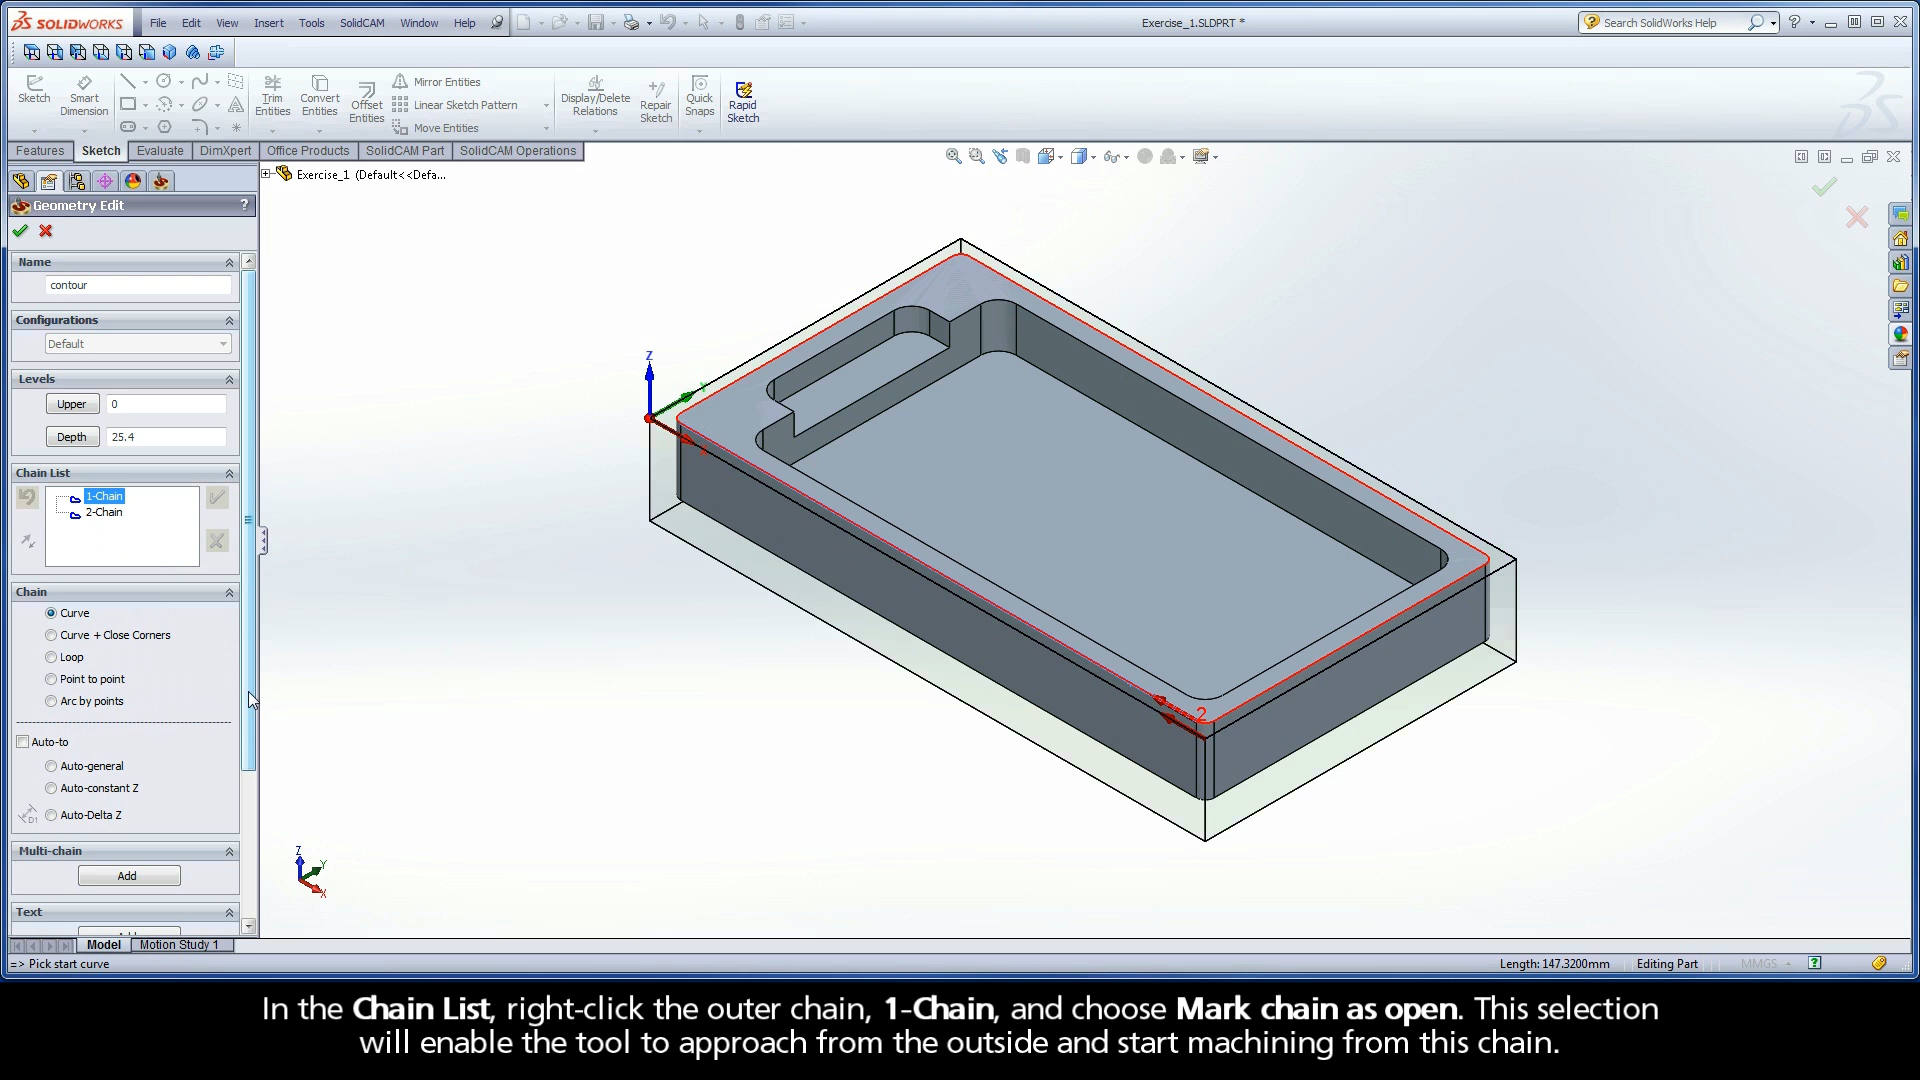 SOLIDWORKS
File Edit View Insert Tools SolidCAM Window Help
Exercise_1.SLDPRT *
Search SolidWorks Help
Sketch
Smart Dimension
Trim Entities
Convert Entities
Offset Entities
Mirror Entities
Linear Sketch Pattern
Move Entities
Display/Delete Relations
Repair Sketch
Quick Snaps
Rapid Sketch
Features Sketch Evaluate DimXpert Office Products SolidCAM Part SolidCAM Operations
Exercise_1 (Default<<Defa...
Geometry Edit ?
Name
contour
Configurations
Default
Levels
Upper 0
Depth 25.4
Chain List
1-Chain
2-Chain
Chain
Curve
Curve + Close Corners
Loop
Point to point
Arc by points
Auto-to
Auto-general
Auto-constant Z
Auto-Delta Z
Multi-chain
Add
Text
Z
2
Z
Y
X
Model Motion Study 1
=> Pick start curve
Length: 147.3200mm Editing Part MMGS
In the Chain List, right-click the outer chain, 1-Chain, and choose Mark chain as open. This selection
will enable the tool to approach from the outside and start machining from this chain.